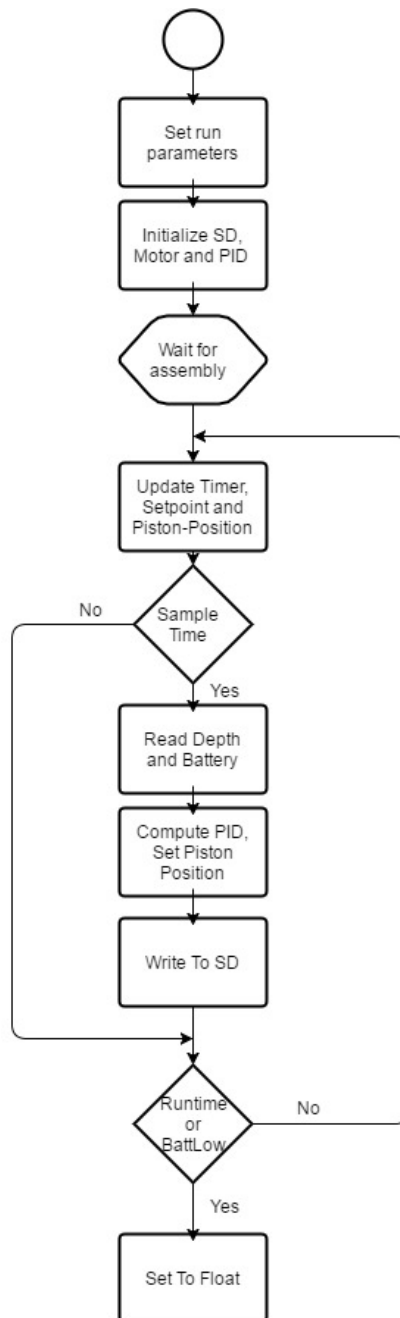 Set run
parameters
Initialize SD,
Motor and PID
Wait for
assembly
Update Timer,
Setpoint and
Piston-Position
No
Sample
Time
Yes
Read Depth
and Battery
Compute PID,
Set Piston
Position
Write To SD
Runtime
or
BattLow
No
Yes
Set To Float